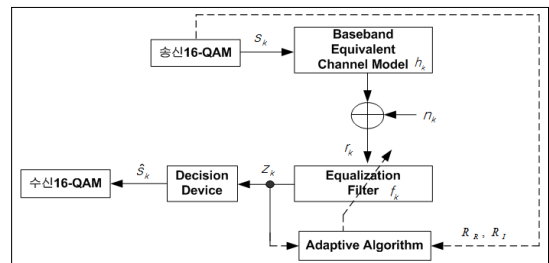 송신16-QAM
s_k
Baseband
Equivalent
Channel Model h_k
n_k
r_k
수신16-QAM
ŝ_k
Decision
Device
z_k
Equalization
Filter f_k
Adaptive Algorithm
R_R, R_I